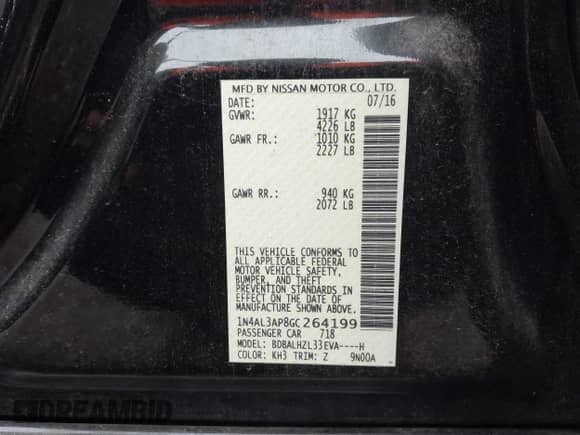 MFD BY NISSAN MOTOR CO., LTD.
DATE: 07/16
GVWR: 1917 KG
4226 LB
GAWR FR.: 1010 KG
2227 LB
GAWR RR.: 940 KG
2072 LB
THIS VEHICLE CONFORMS TO
ALL APPLICABLE FEDERAL
MOTOR VEHICLE SAFETY,
BUMPER, AND THEFT
PREVENTION STANDARDS IN
EFFECT ON THE DATE OF
MANUFACTURE SHOWN ABOVE.
1N4AL3AP8GC264199
PASSENGER CAR 718
MODEL: BDBALHZL33EVA----H
COLOR: KH3 TRIM: Z 9N00A
DREAMBID